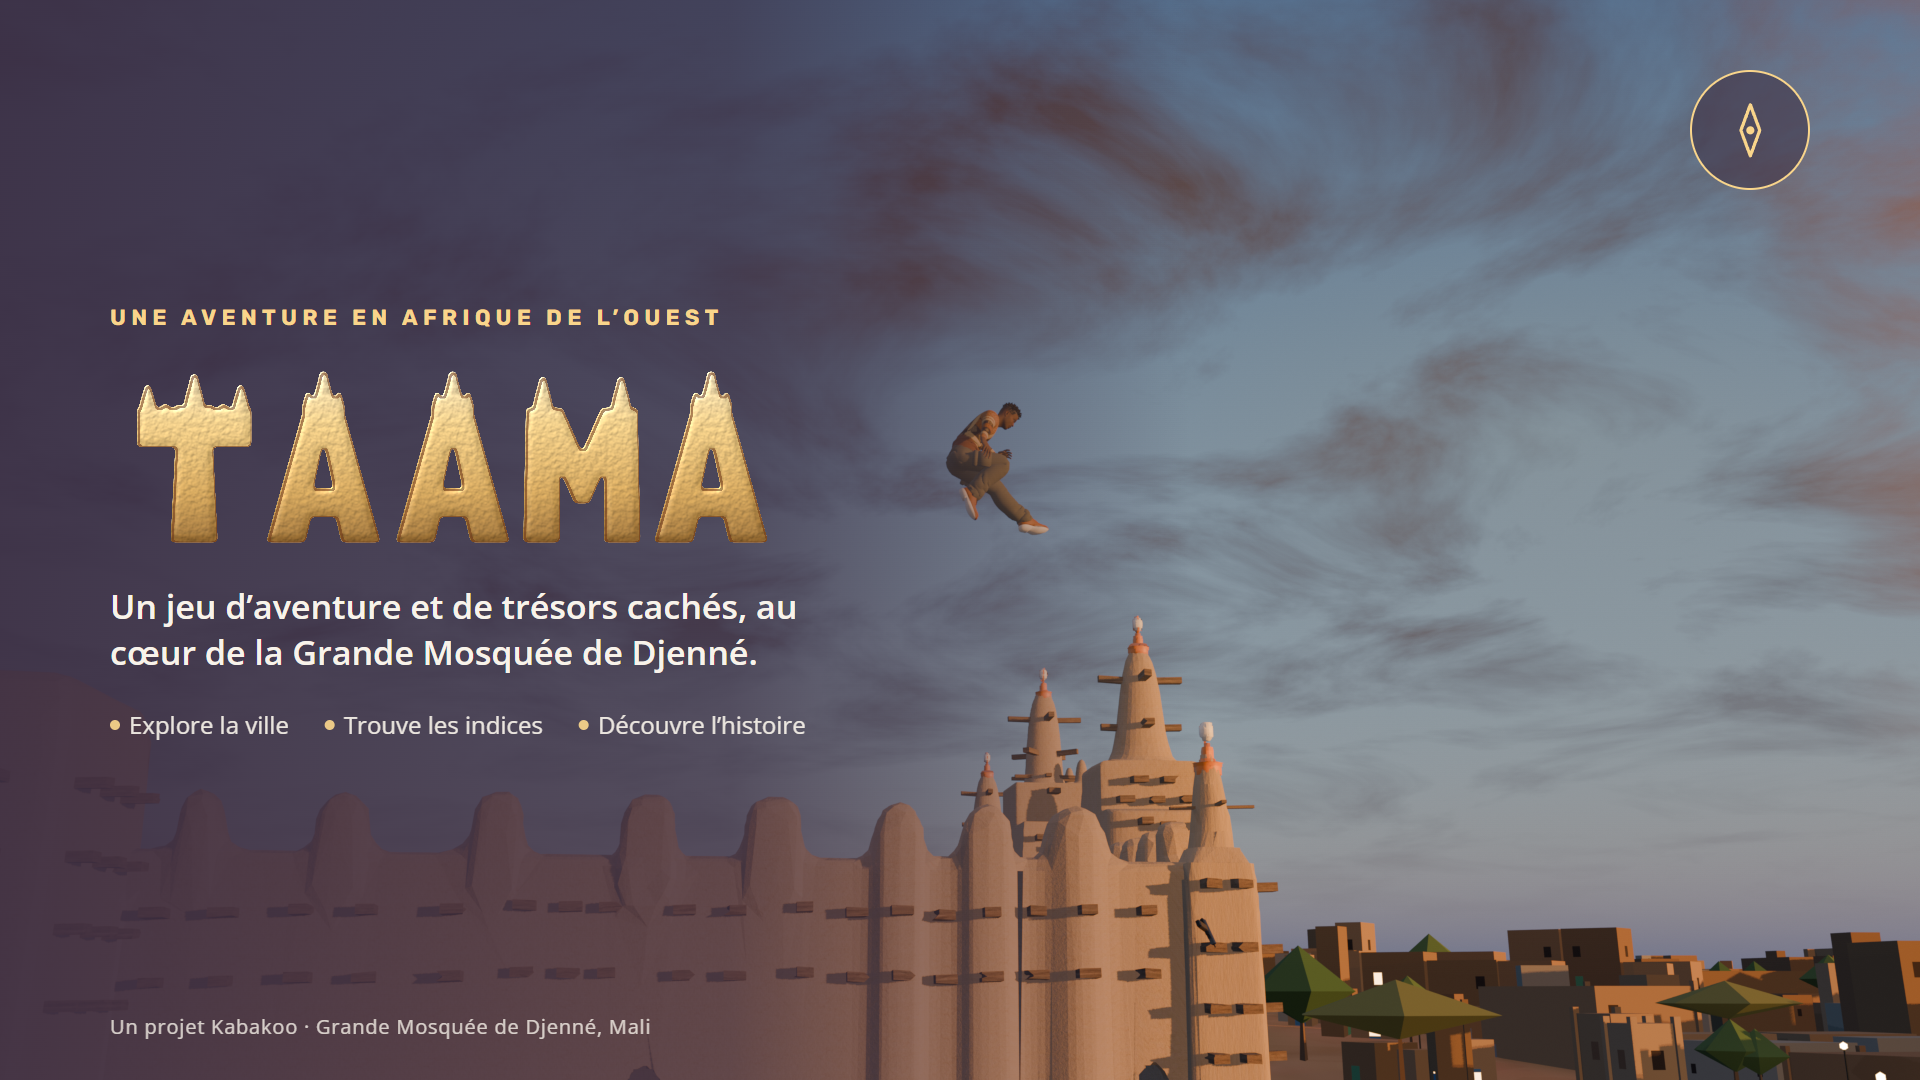 UNE AVENTURE EN AFRIQUE DE L’OUEST
TAAMA
Un jeu d’aventure et de trésors cachés, au
cœur de la Grande Mosquée de Djenné.
Explore la ville
Trouve les indices
Découvre l’histoire
Un projet Kabakoo · Grande Mosquée de Djenné, Mali